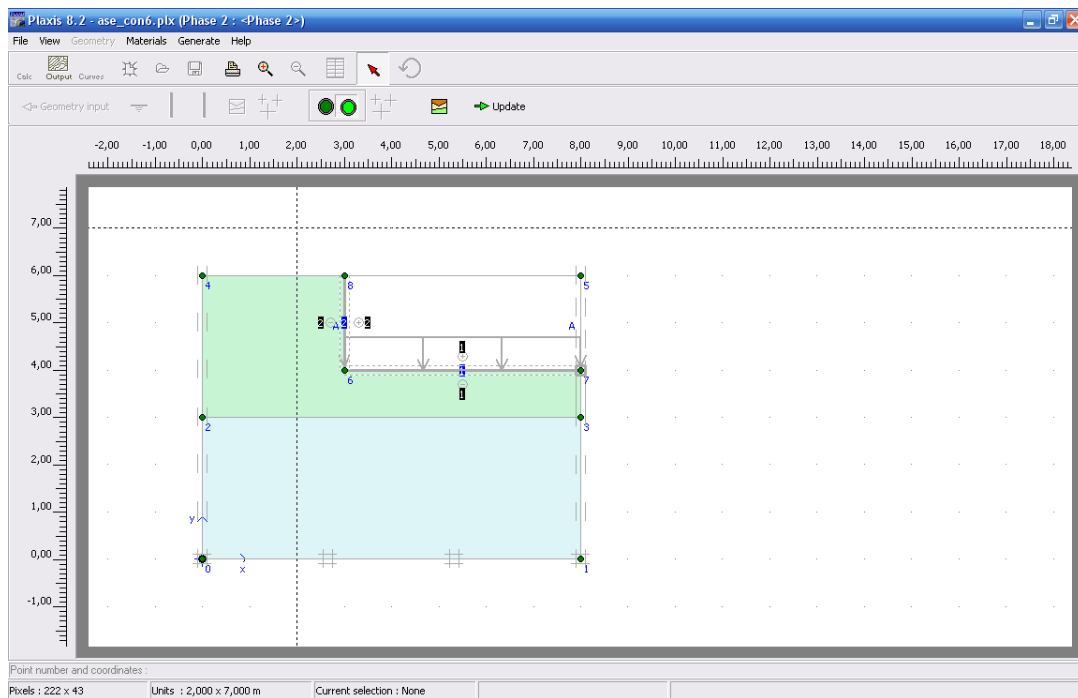 Plaxis 8.2 - ase_con6.plx (Phase 2 : <Phase 2>)
File View Geometry Materials Generate Help
Calc Output Curves
Geometry input Update
-2,00 -1,00 0,00 1,00 2,00 3,00 4,00 5,00 6,00 7,00 8,00 9,00 10,00 11,00 12,00 13,00 14,00 15,00 16,00 17,00 18,00
7,00
6,00
4 8 5
5,00
2 A 2 2 A
1
4,00
6 7
1
3,00
2 3
2,00
1,00
y
0,00
0 x 1
-1,00
Point number and coordinates :
Pixels : 222 x 43 Units : 2,000 x 7,000 m Current selection : None